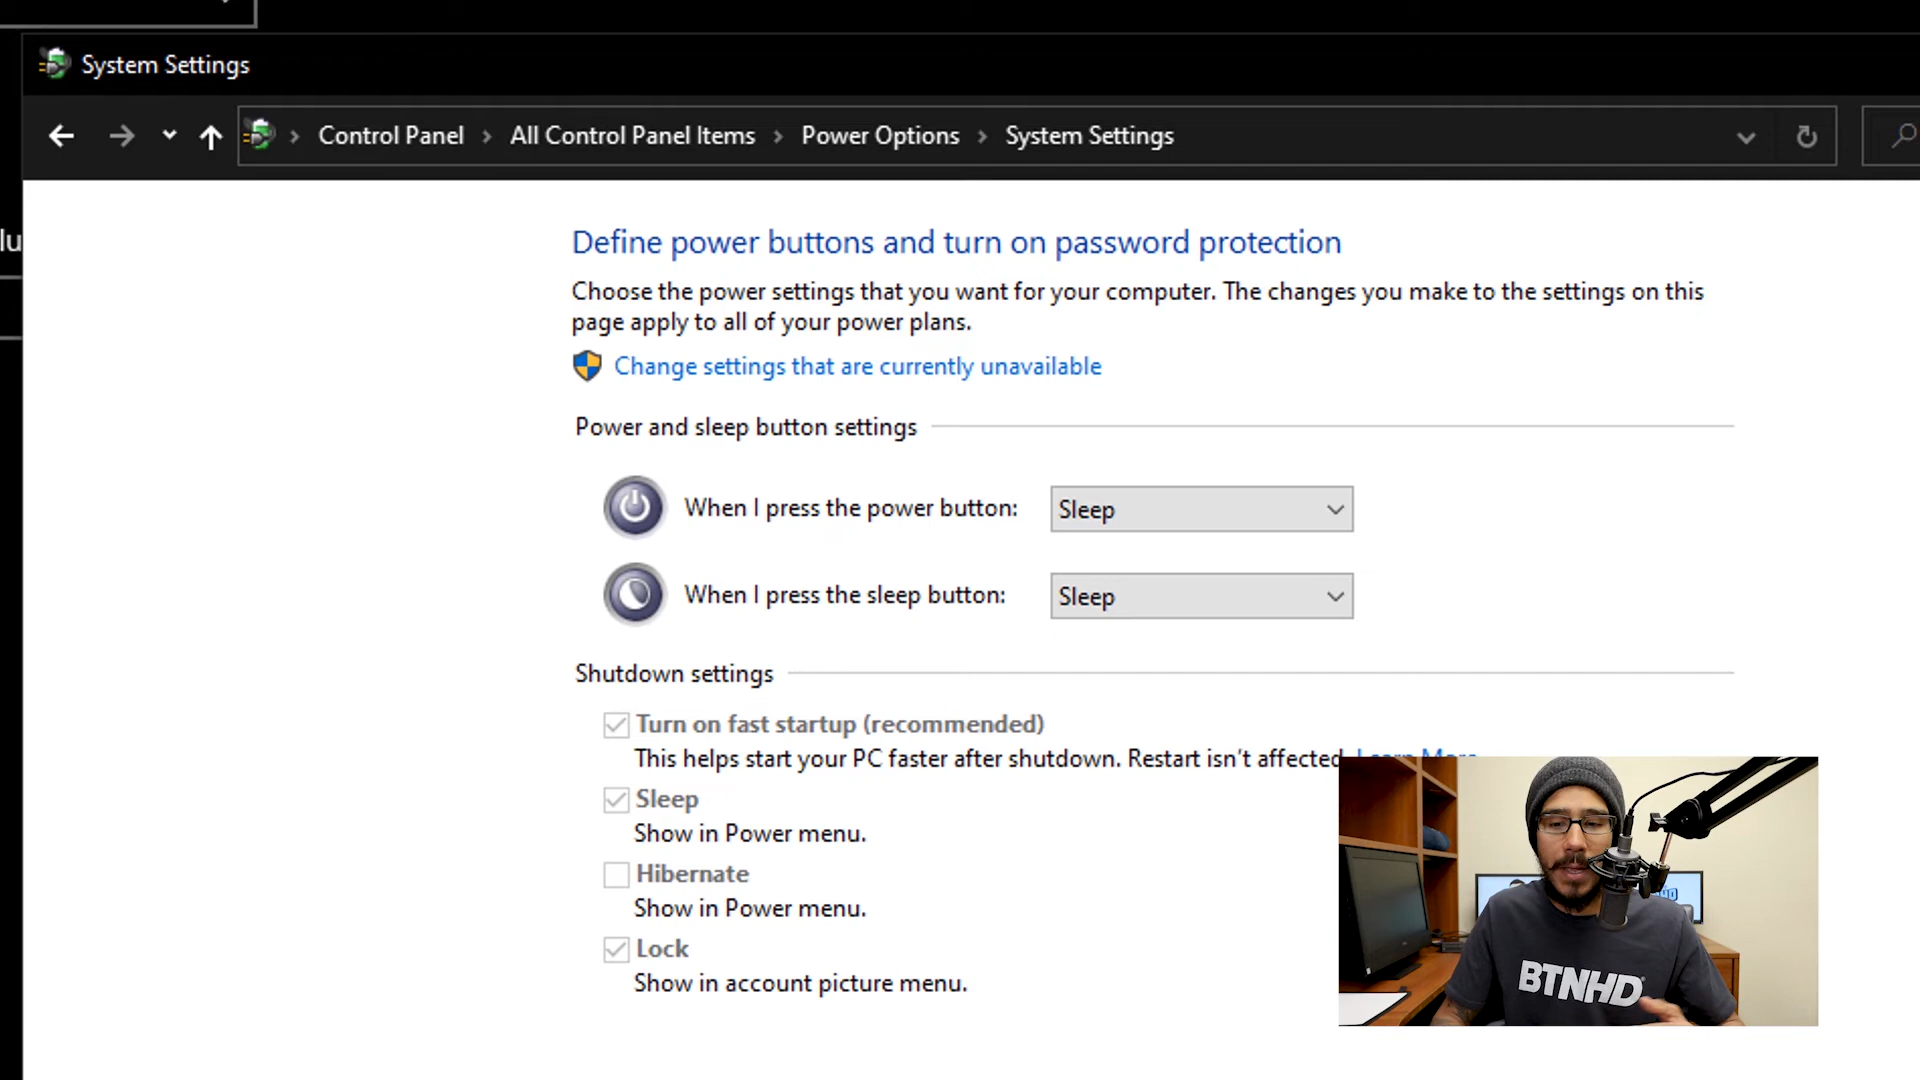 System Settings
Control Panel > All Control Panel Items > Power Options > System Settings
lu
Define power buttons and turn on password protection
Choose the power settings that you want for your computer. The changes you make to the settings on this
page apply to all of your power plans.
Change settings that are currently unavailable
Power and sleep button settings
When I press the power button: Sleep
When I press the sleep button: Sleep
Shutdown settings
Turn on fast startup (recommended)
This helps start your PC faster after shutdown. Restart isn't affected. Learn More
Sleep
Show in Power menu.
Hibernate
Show in Power menu.
Lock
Show in account picture menu.
BTNHD